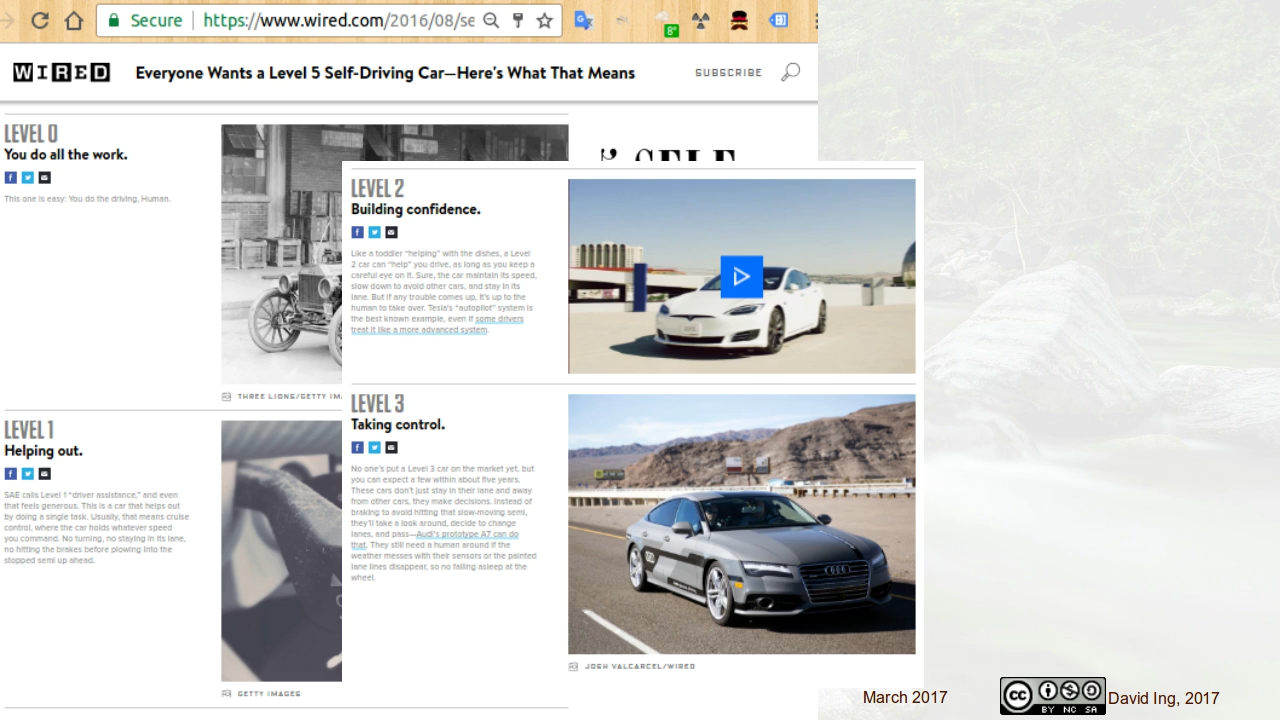 Secure
https://www.wired.com/2016/08/se
8°
WIRED
Everyone Wants a Level 5 Self-Driving Car—Here's What That Means
SUBSCRIBE
SELF
LEVEL 0
You do all the work.
This one is easy: You do the driving, Human.
THREE LIONS/GETTY IM
LEVEL 1
Helping out.
SAE calls Level 1 “driver assistance,” and even
that feels generous. This is a car that helps out
by doing a single task. Usually, that means cruise
control, where the car holds whatever speed
you command. No turning, no staying in its lane,
no hitting the brakes before plowing into the
stopped semi up ahead.
GETTY IMAGES
LEVEL 2
Building confidence.
Like a toddler “helping” with the dishes, a Level
2 car can “help” you drive, as long as you keep a
careful eye on it. Sure, the car maintain its speed,
slow down to avoid other cars, and stay in its
lane. But if any trouble comes up, it's up to the
human to take over. Tesla's “autopilot” system is
the best known example, even if some drivers
treat it like a more advanced system.
LEVEL 3
Taking control.
No one's put a Level 3 car on the market yet, but
you can expect a few within about five years.
These cars don't just stay in their lane and away
from other cars, they make decisions. Instead of
braking to avoid hitting that slow-moving semi,
they'll take a look around, decide to change
lanes, and pass—Audi's prototype A7 can do
that. They still need a human around if the
weather messes with their sensors or the painted
lane lines disappear, so no falling asleep at the
wheel.
JOSH VALCARCEL/WIRED
March 2017
cc
BY NC SA
David Ing, 2017